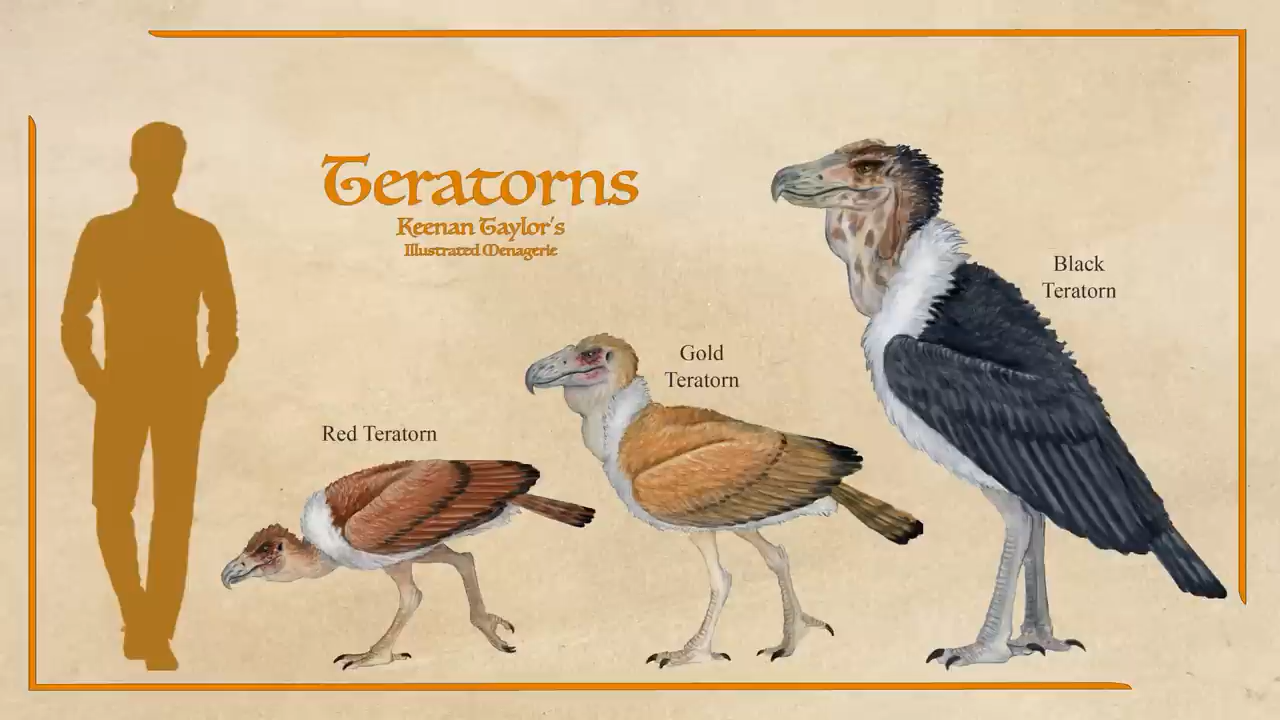 Teratorns
Keenan Taylor's
Illustrated Menagerie
Black
Teratorn
Gold
Teratorn
Red Teratorn